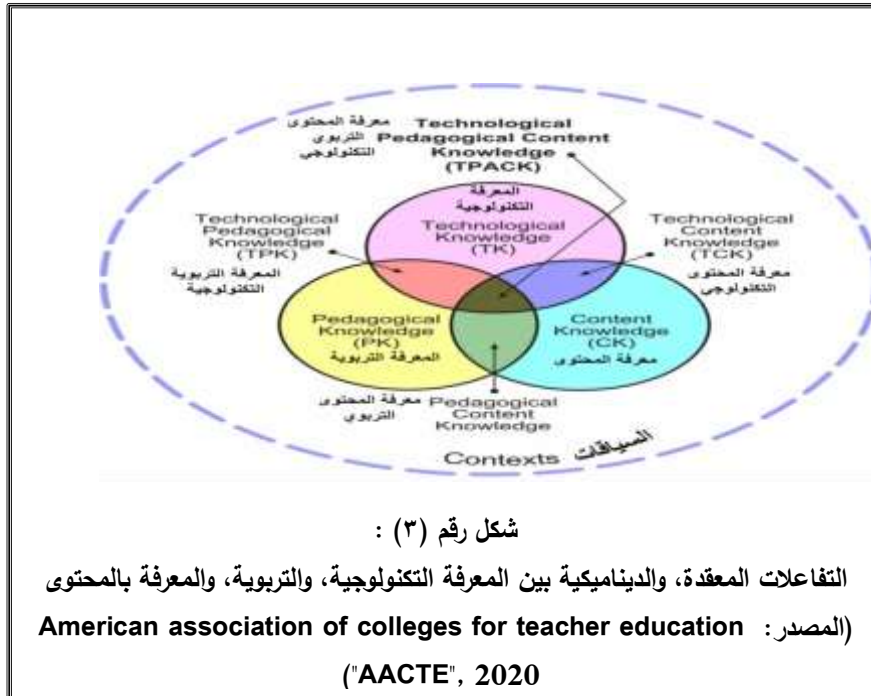 معرفة المحتوى
التربوي
التكنولوجي
Technological
Pedagogical Content
Knowledge
(TPACK)
المعرفة
التكنولوجية
Technological
Knowledge
(TK)
Technological
Pedagogical
Knowledge
(TPK)
المعرفة التربوية
التكنولوجية
Technological
Content
Knowledge
(TCK)
معرفة المحتوى
التكنولوجي
Pedagogical
Knowledge
(PK)
المعرفة التربوية
Content
Knowledge
(CK)
معرفة المحتوى
معرفة المحتوى
التربوي
Pedagogical
Content
Knowledge
Contexts السياقات
شكل رقم (٣) :
التفاعلات المعقدة، والديناميكية بين المعرفة التكنولوجية، والتربوية، والمعرفة بالمحتوى
(المصدر: American association of colleges for teacher education
"AACTE", 2020)